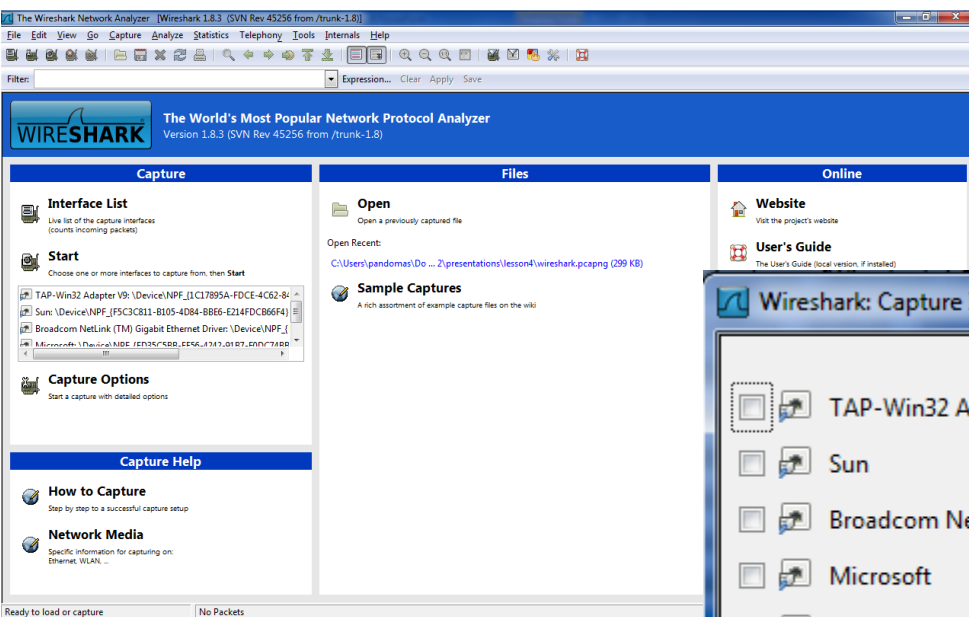 The Wireshark Network Analyzer [Wireshark 1.8.3 (SVN Rev 45256 from /trunk-1.8)]
File Edit View Go Capture Analyze Statistics Telephony Tools Internals Help
Filter: Expression... Clear Apply Save
WIRESHARK
The World's Most Popular Network Protocol Analyzer
Version 1.8.3 (SVN Rev 45256 from /trunk-1.8)
Capture
Interface List
Live list of the capture interfaces
(counts incoming packets)
Start
Choose one or more interfaces to capture from, then Start
TAP-Win32 Adapter V9: \Device\NPF_{1C17895A-FDCE-4C62-84
Sun: \Device\NPF_{F5C3C811-B105-4D84-BBE6-E214FDCB66F4}
Broadcom NetLink (TM) Gigabit Ethernet Driver: \Device\NPF_{
Microsoft: \Device\NPF_
Capture Options
Start a capture with detailed options
Capture Help
How to Capture
Step by step to a successful capture setup
Network Media
Specific information for capturing on:
Ethernet, WLAN, ...
Files
Open
Open a previously captured file
Open Recent:
C:\Users\pandomas\Do ... 2\presentations\lesson4\wireshark.pcapng (299 KB)
Sample Captures
A rich assortment of example capture files on the wiki
Online
Website
Visit the project's website
User's Guide
The User's Guide (local version, if installed)
Wireshark: Capture
TAP-Win32 A
Sun
Broadcom Ne
Microsoft
Ready to load or capture
No Packets